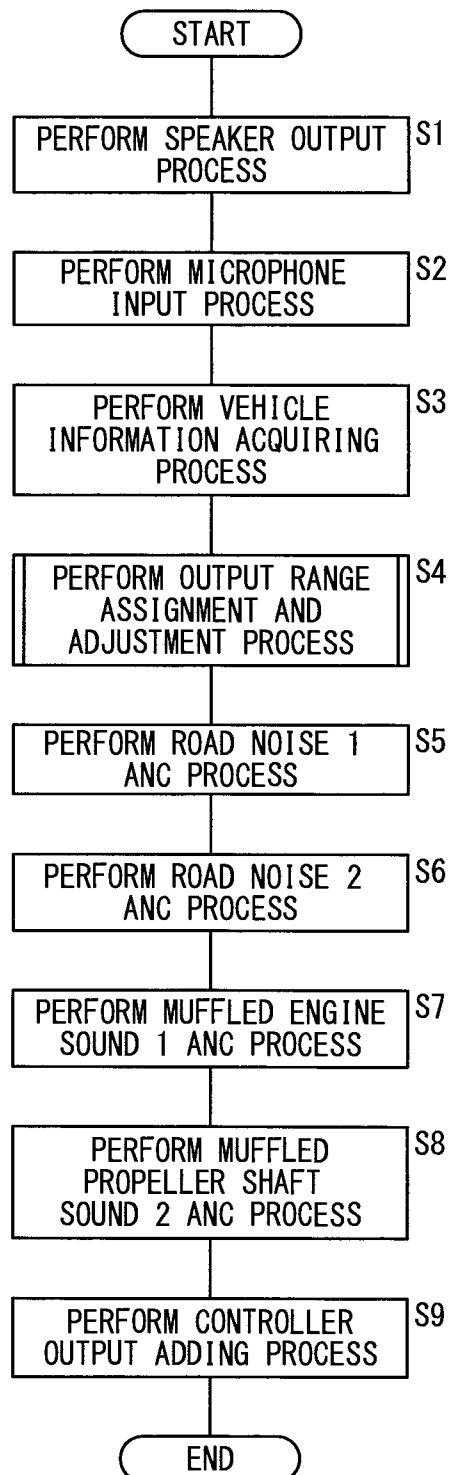 START
PERFORM SPEAKER OUTPUT
PROCESS
S1
PERFORM MICROPHONE
INPUT PROCESS
S2
PERFORM VEHICLE
INFORMATION ACQUIRING
PROCESS
S3
PERFORM OUTPUT RANGE
ASSIGNMENT AND
ADJUSTMENT PROCESS
S4
PERFORM ROAD NOISE 1
ANC PROCESS
S5
PERFORM ROAD NOISE 2
ANC PROCESS
S6
PERFORM MUFFLED ENGINE
SOUND 1 ANC PROCESS
S7
PERFORM MUFFLED
PROPELLER SHAFT
SOUND 2 ANC PROCESS
S8
PERFORM CONTROLLER
OUTPUT ADDING PROCESS
S9
END